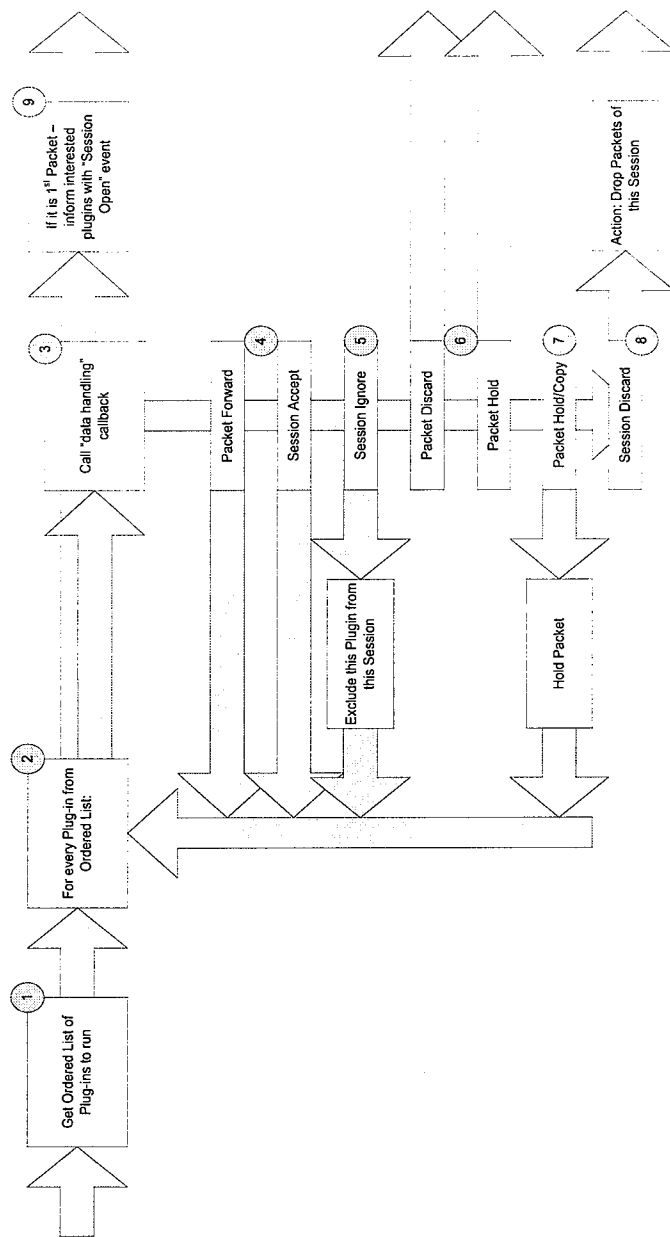 1
Get Ordered List of
Plug-ins to run
2
For every Plug-in from
Ordered List:
3
Call "data handling"
callback
9
If it is 1st Packet –
inform interested
plugins with "Session
Open" event
Packet Forward
4
Session Accept
5
Session Ignore
Exclude this Plugin from
this Session
Packet Discard
6
Packet Hold
7
Packet Hold/Copy
Hold Packet
8
Session Discard
Action: Drop Packets of
this Session